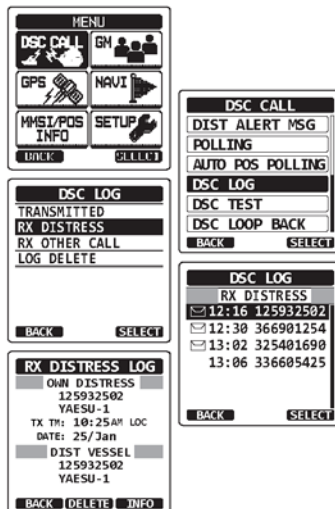 MENU
DSC CALL
GM
GPS
NAVI
MMSI/POS
INFO
SETUP
BACK
SELECT
DSC CALL
DIST ALERT MSG
POLLING
AUTO POS POLLING
DSC LOG
DSC TEST
DSC LOOP BACK
BACK SELECT
DSC LOG
TRANSMITTED
RX DISTRESS
RX OTHER CALL
LOG DELETE
BACK SELECT
DSC LOG
RX DISTRESS
12:16 125932502
12:30 366901254
13:02 325401690
13:06 336605425
BACK SELECT
RX DISTRESS LOG
OWN DISTRESS
125932502
YAESU-1
TX TM: 10:25AM LOC
DATE: 25/Jan
DIST VESSEL
125932502
YAESU-1
BACK DELETE INFO